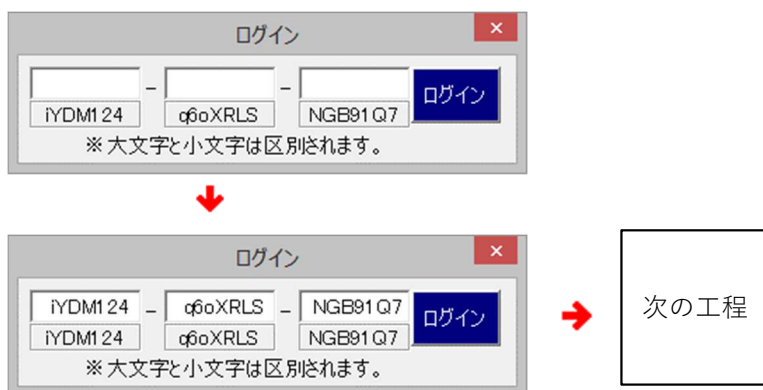 ログイン
×
- -
iYDM124 q6oXRLS NGB91Q7 ログイン
※大文字と小文字は区別されます。
ログイン
×
iYDM124 - q6oXRLS - NGB91Q7
iYDM124 q6oXRLS NGB91Q7 ログイン
※大文字と小文字は区別されます。
次の工程